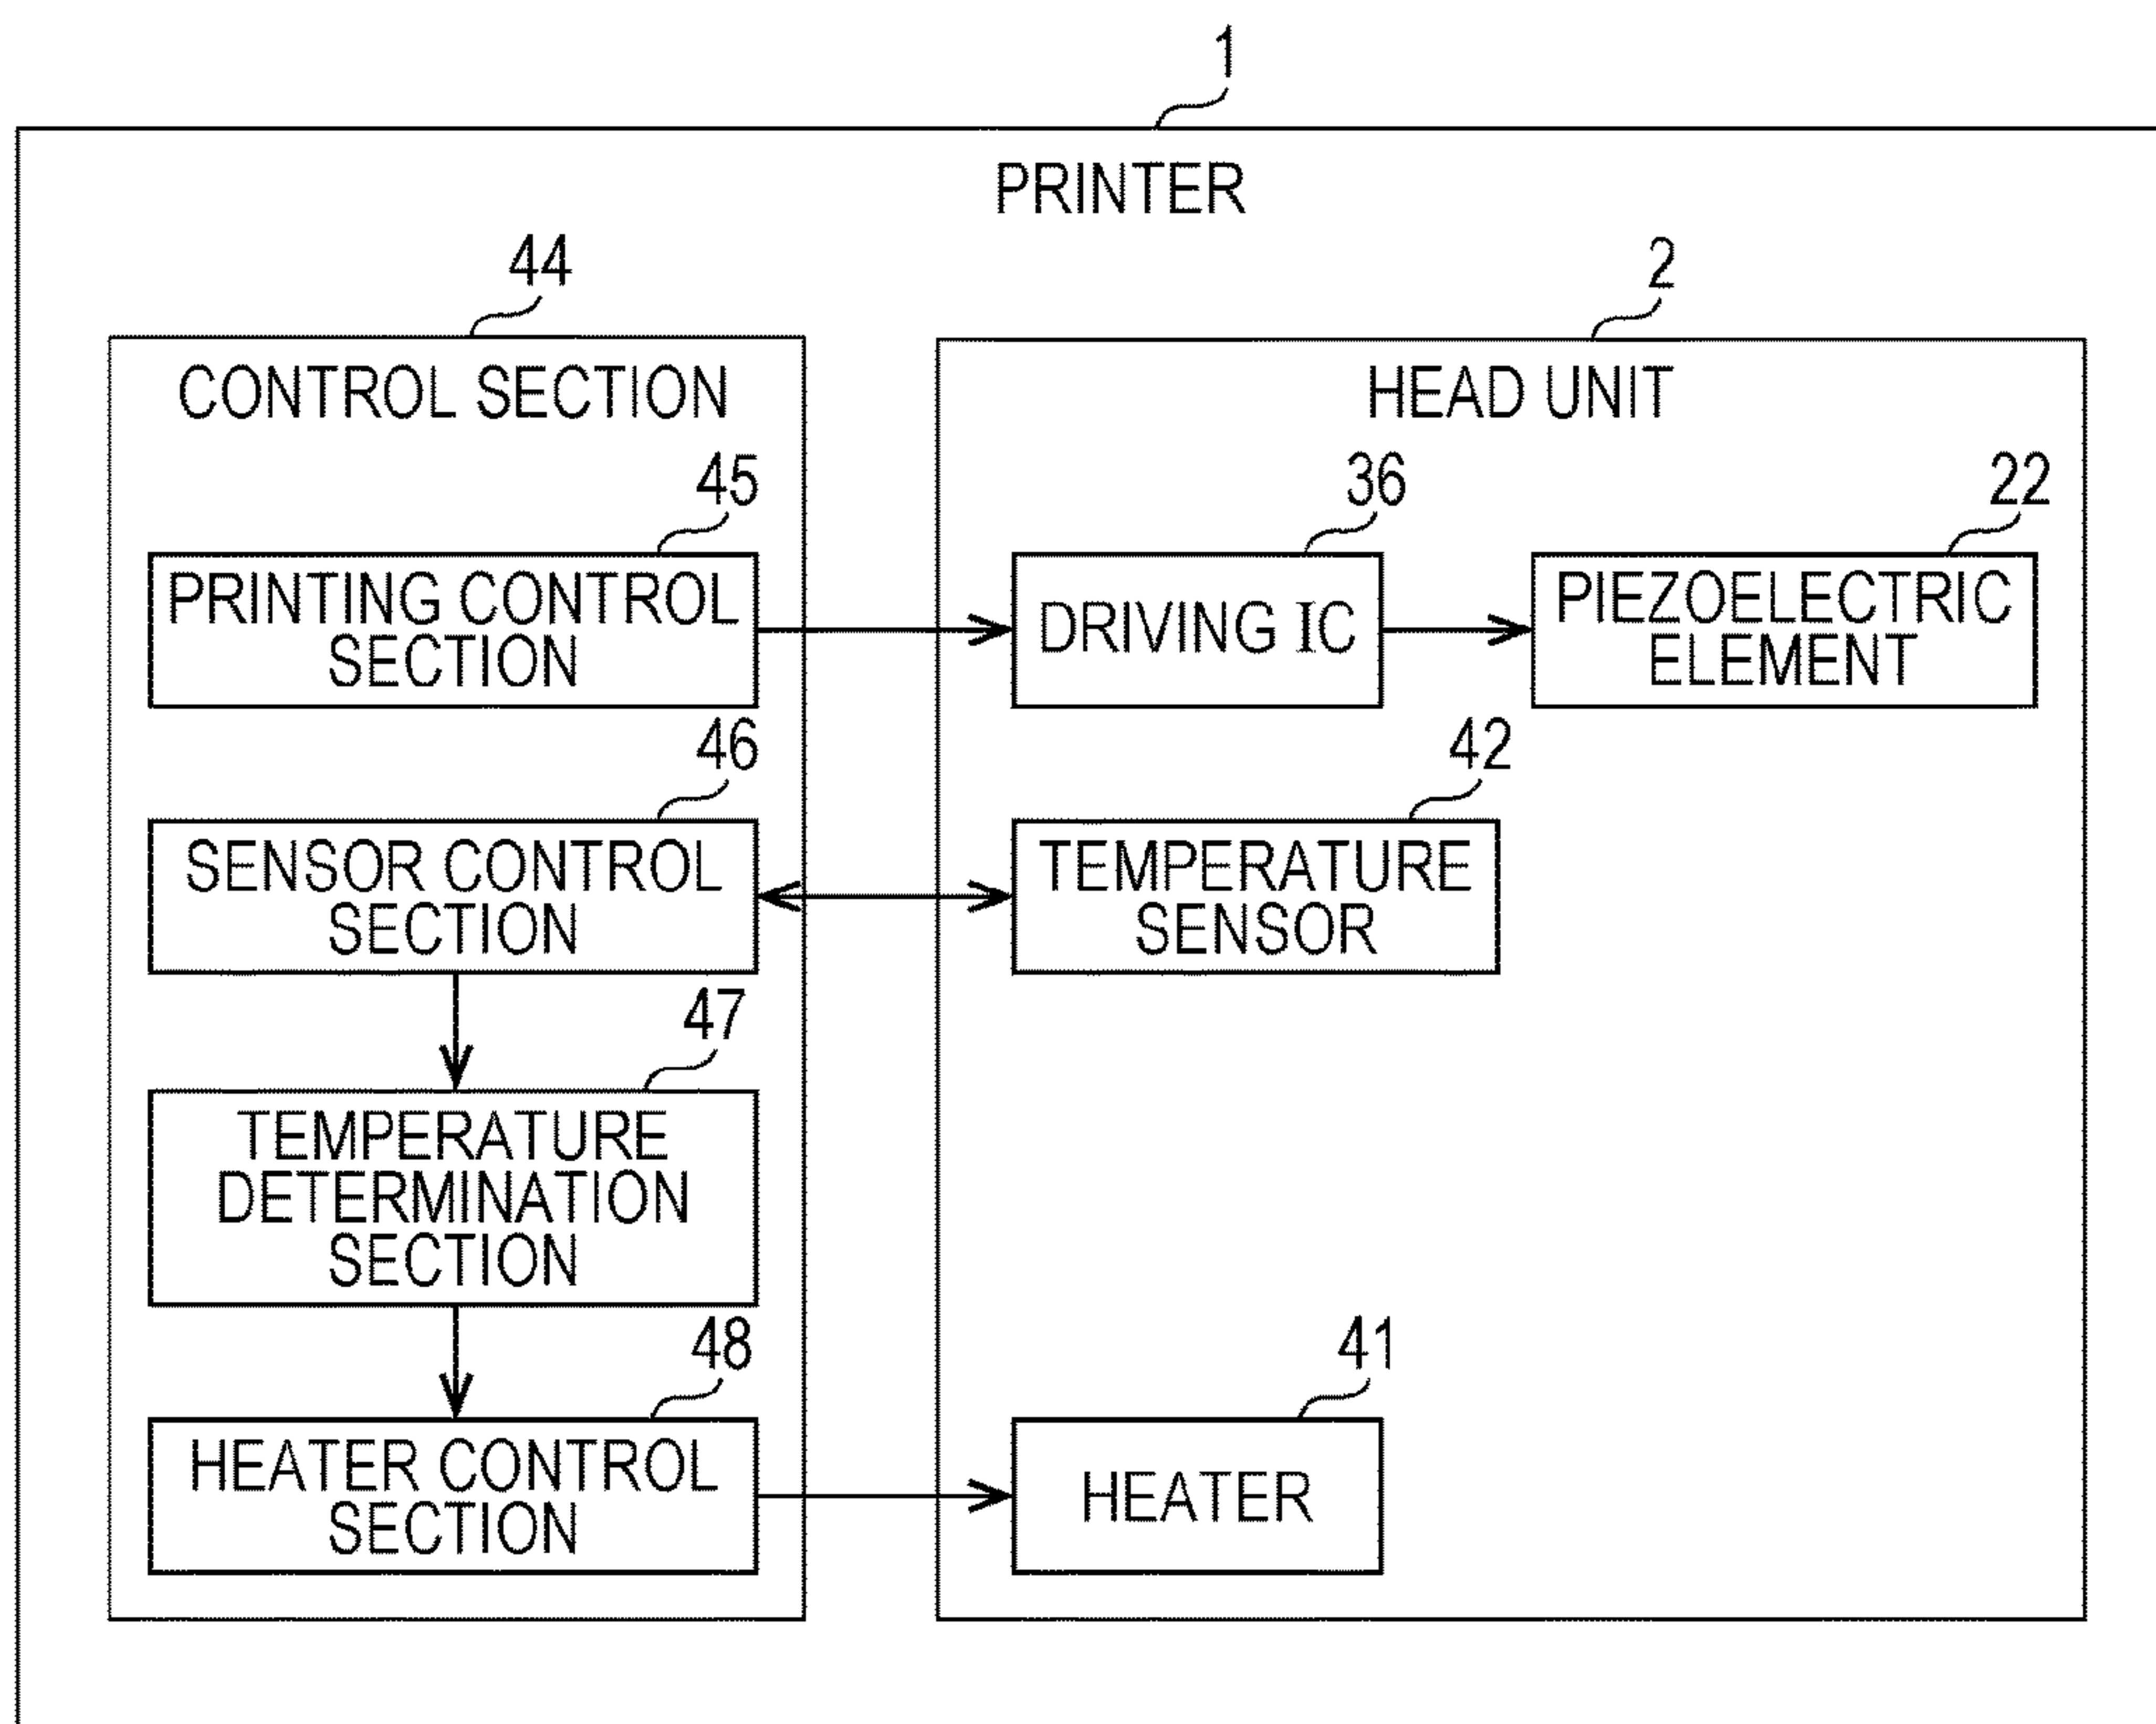 1
PRINTER
44
2
CONTROL SECTION
HEAD UNIT
45
36
22
PRINTING CONTROL
SECTION
DRIVING IC
PIEZOELECTRIC
ELEMENT
46
42
SENSOR CONTROL
SECTION
TEMPERATURE
SENSOR
47
TEMPERATURE
DETERMINATION
SECTION
48
41
HEATER CONTROL
SECTION
HEATER